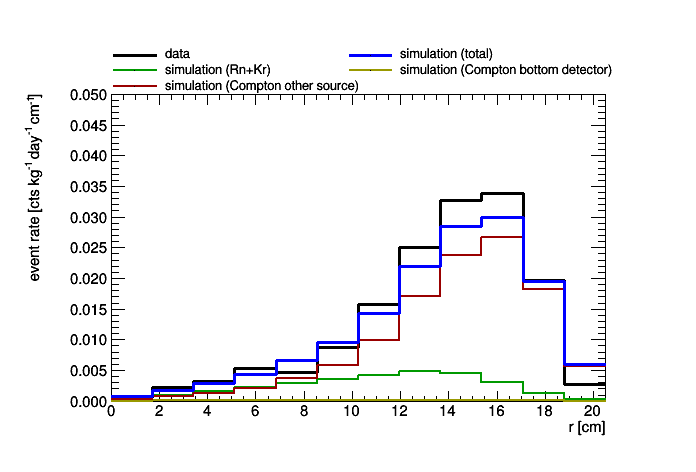 data
simulation (total)
simulation (Rn+Kr)
simulation (Compton bottom detector)
simulation (Compton other source)
event rate [cts kg⁻¹ day⁻¹ cm⁻¹]
0.050
0.045
0.040
0.035
0.030
0.025
0.020
0.015
0.010
0.005
0.000
0 2 4 6 8 10 12 14 16 18 20
r [cm]